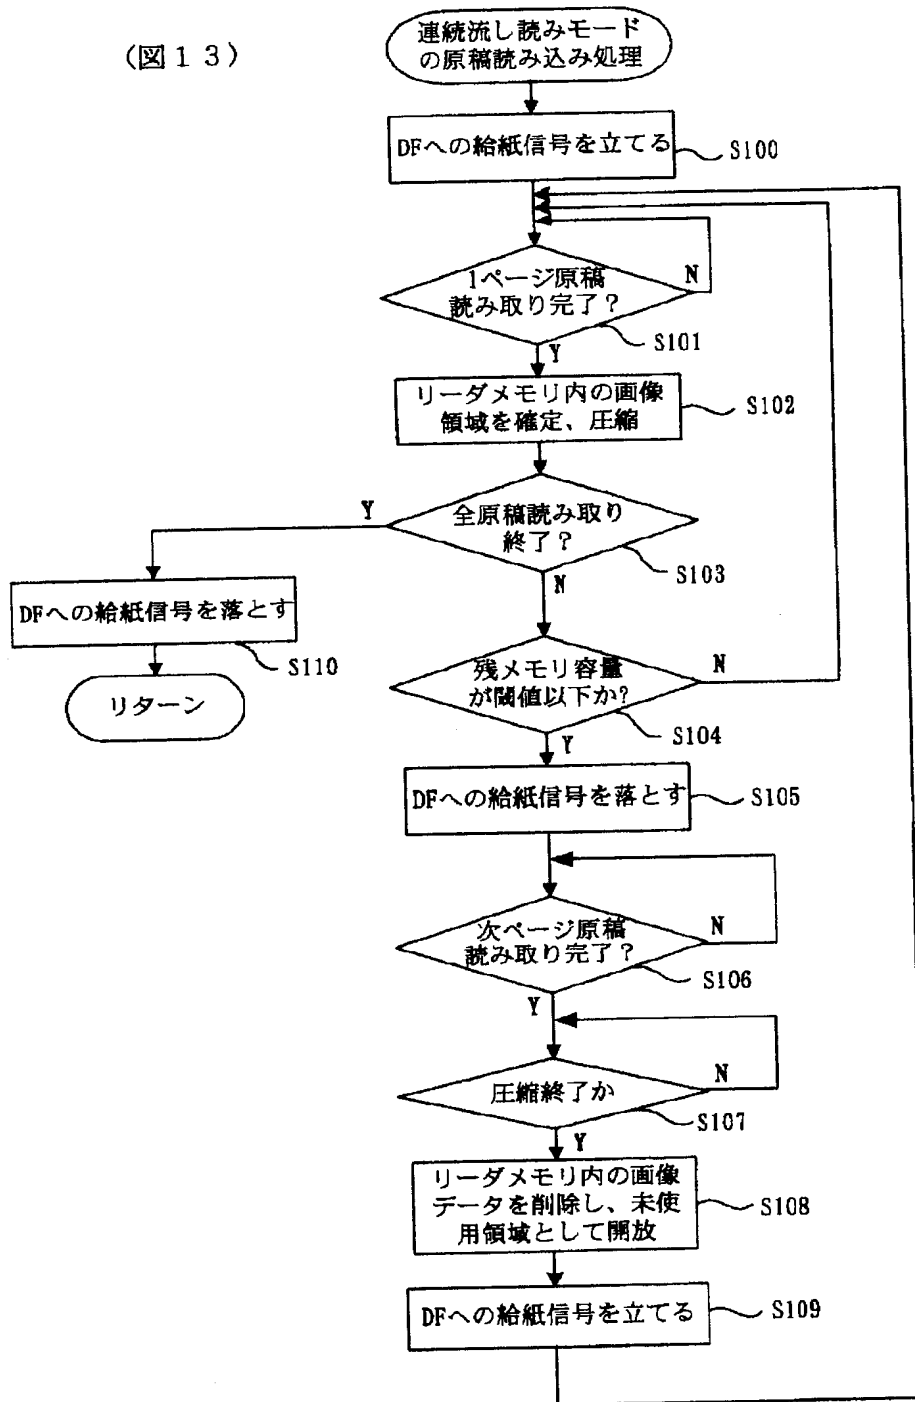 (図13)
連続流し読みモード
の原稿読み込み処理
DFへの給紙信号を立てる
S100
1ページ原稿
読み取り完了?
N
S101
Y
リーダメモリ内の画像
領域を確定、圧縮
S102
Y
全原稿読み取り
終了?
S103
N
DFへの給紙信号を落とす
S110
リターン
残メモリ容量
が閾値以下か?
N
S104
Y
DFへの給紙信号を落とす
S105
次ページ原稿
読み取り完了?
N
S106
Y
圧縮終了か
N
S107
Y
リーダメモリ内の画像
データを削除し、未使
用領域として開放
S108
DFへの給紙信号を立てる
S109